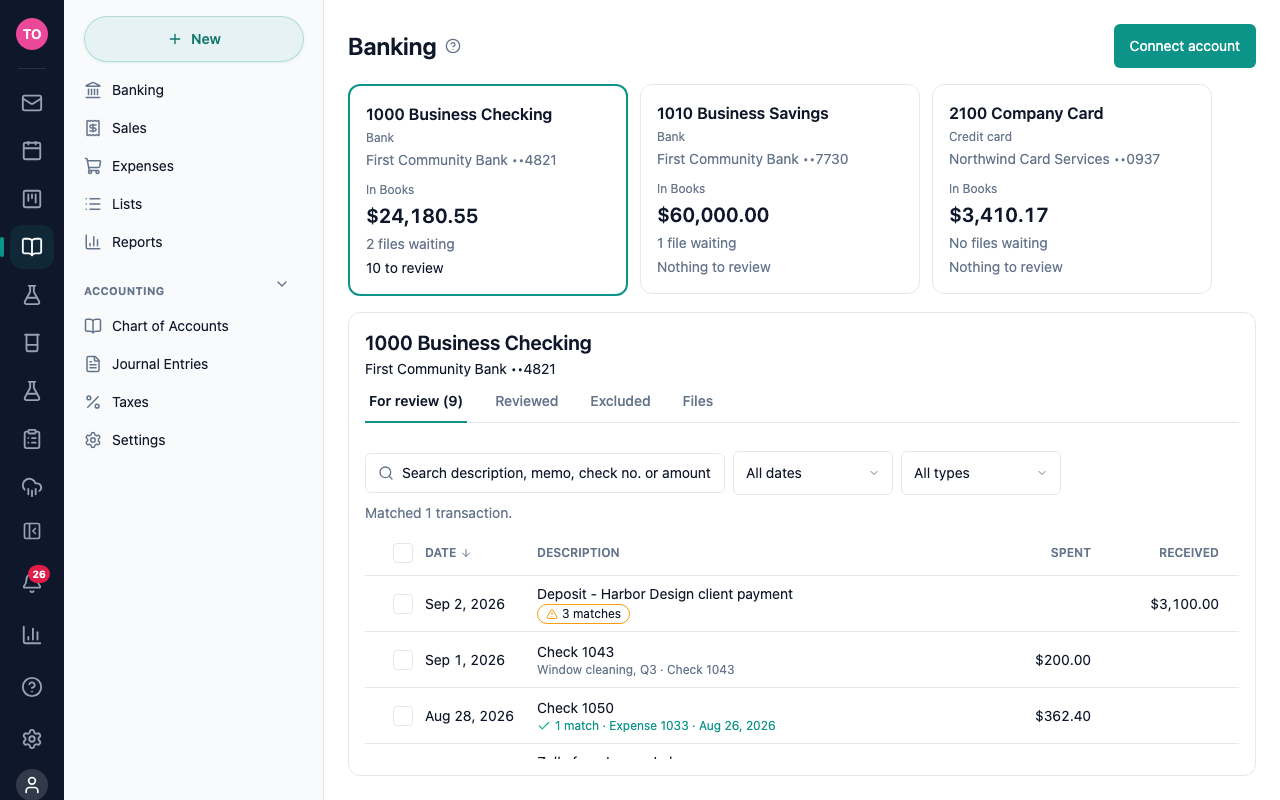 TO
New
Banking
Sales
Expenses
Lists
Reports
ACCOUNTING
Chart of Accounts
Journal Entries
Taxes
Settings
26
Banking
Connect account
1000 Business Checking
Bank
First Community Bank ••4821
In Books
$24,180.55
2 files waiting
10 to review
1010 Business Savings
Bank
First Community Bank ••7730
In Books
$60,000.00
1 file waiting
Nothing to review
2100 Company Card
Credit card
Northwind Card Services ••0937
In Books
$3,410.17
No files waiting
Nothing to review
1000 Business Checking
First Community Bank ••4821
For review (9) Reviewed Excluded Files
Search description, memo, check no. or amount All dates All types
Matched 1 transaction.
DATE DESCRIPTION SPENT RECEIVED
Sep 2, 2026 Deposit - Harbor Design client payment $3,100.00
3 matches
Sep 1, 2026 Check 1043 $200.00
Window cleaning, Q3 · Check 1043
Aug 28, 2026 Check 1050 $362.40
1 match · Expense 1033 · Aug 26, 2026